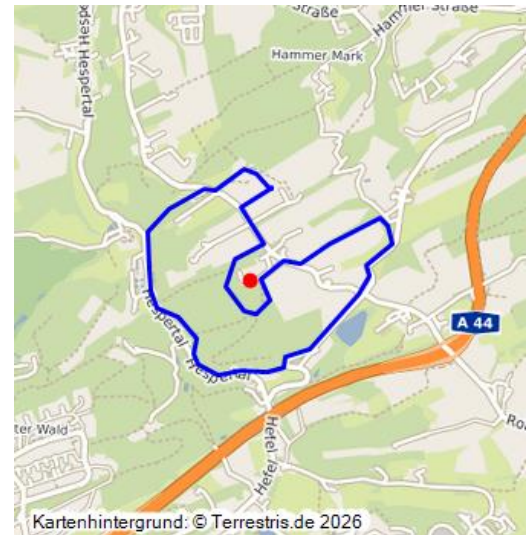 Straße
Hammer Straße
Hammer Mark
Hespertal
Hespertal
Hespertal
A 44
ter Wald
Hefel
Kartenhintergrund: © Terrestris.de 2026